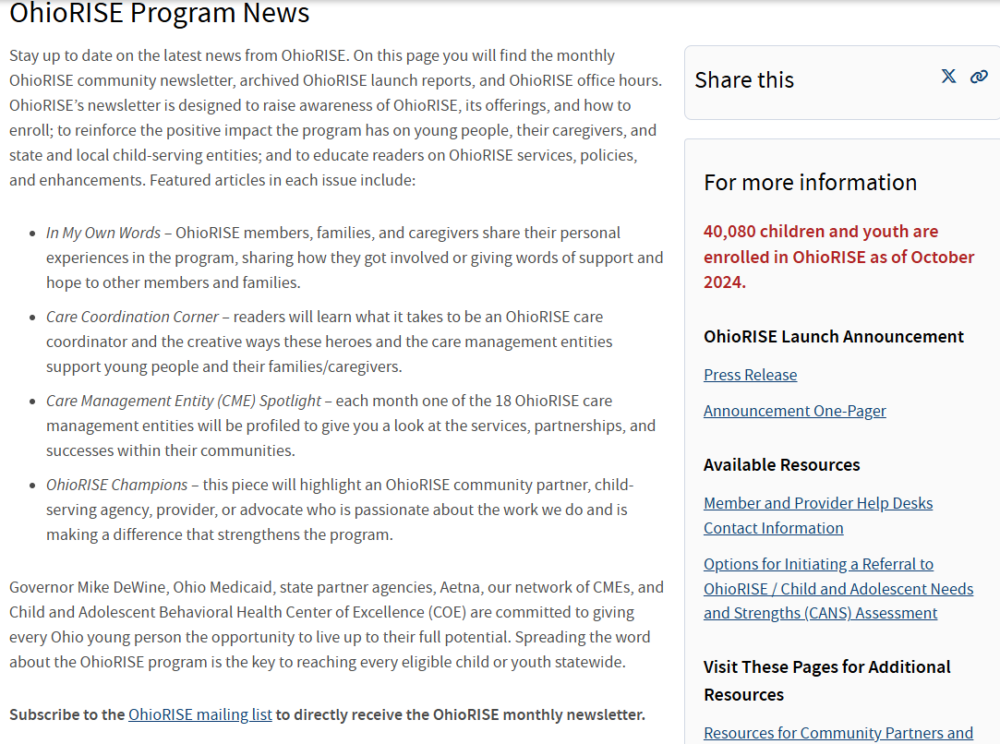 OhioRISE Program News
Stay up to date on the latest news from OhioRISE. On this page you will find the monthly
OhioRISE community newsletter, archived OhioRISE launch reports, and OhioRISE office hours.
OhioRISE’s newsletter is designed to raise awareness of OhioRISE, its offerings, and how to
enroll; to reinforce the positive impact the program has on young people, their caregivers, and
state and local child-serving entities; and to educate readers on OhioRISE services, policies,
and enhancements. Featured articles in each issue include:
• In My Own Words – OhioRISE members, families, and caregivers share their personal
experiences in the program, sharing how they got involved or giving words of support and
hope to other members and families.
• Care Coordination Corner – readers will learn what it takes to be an OhioRISE care
coordinator and the creative ways these heroes and the care management entities
support young people and their families/caregivers.
• Care Management Entity (CME) Spotlight – each month one of the 18 OhioRISE care
management entities will be profiled to give you a look at the services, partnerships, and
successes within their communities.
• OhioRISE Champions – this piece will highlight an OhioRISE community partner, child-
serving agency, provider, or advocate who is passionate about the work we do and is
making a difference that strengthens the program.
Governor Mike DeWine, Ohio Medicaid, state partner agencies, Aetna, our network of CMEs, and
Child and Adolescent Behavioral Health Center of Excellence (COE) are committed to giving
every Ohio young person the opportunity to live up to their full potential. Spreading the word
about the OhioRISE program is the key to reaching every eligible child or youth statewide.
Subscribe to the OhioRISE mailing list to directly receive the OhioRISE monthly newsletter.
Share this
For more information
40,080 children and youth are
enrolled in OhioRISE as of October
2024.
OhioRISE Launch Announcement
Press Release
Announcement One-Pager
Available Resources
Member and Provider Help Desks
Contact Information
Options for Initiating a Referral to
OhioRISE / Child and Adolescent Needs
and Strengths (CANS) Assessment
Visit These Pages for Additional
Resources
Resources for Community Partners and